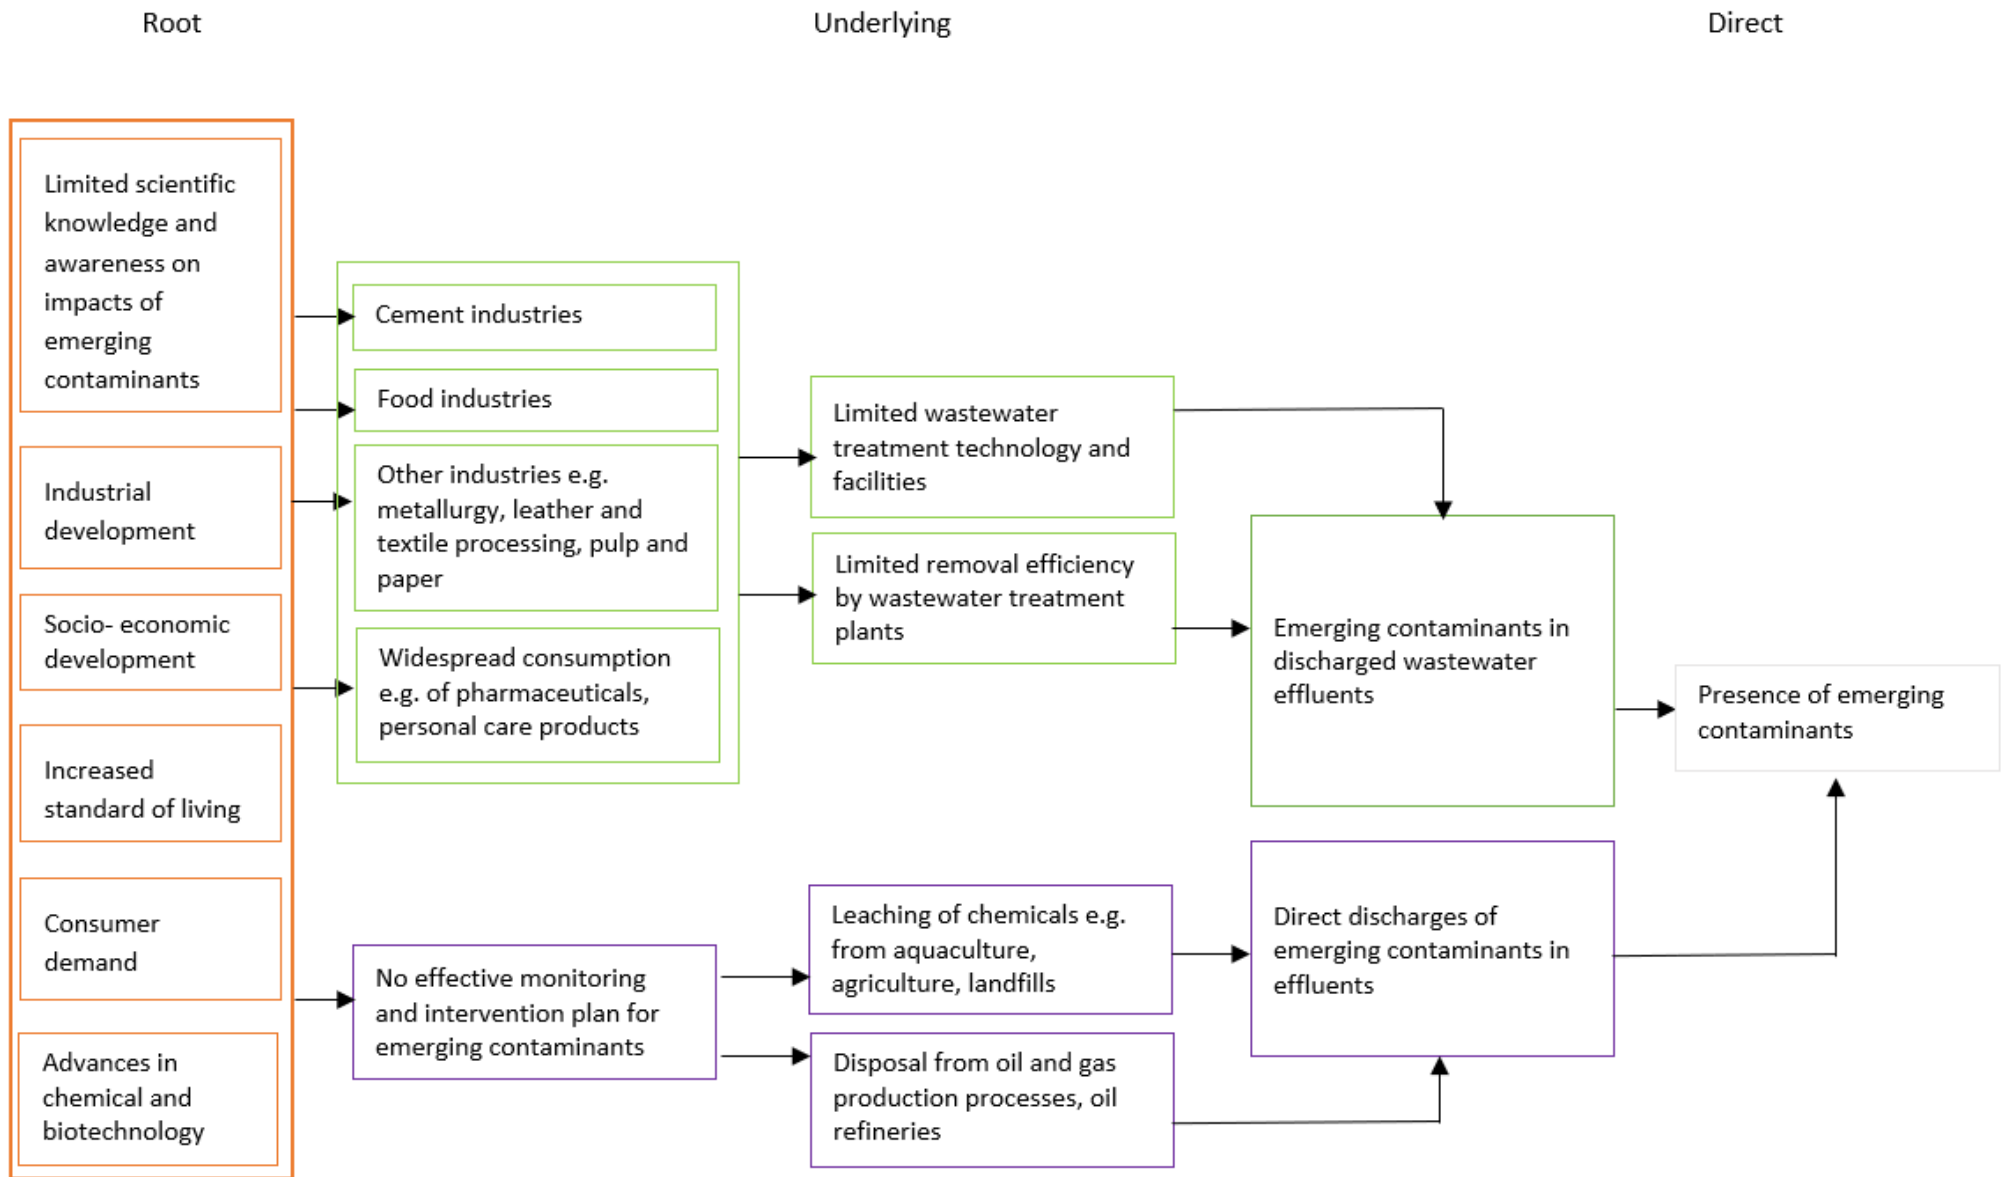 Root
Underlying
Direct
Limited scientific
knowledge and
awareness on
impacts of
emerging
contaminants
Industrial
development
Socio- economic
development
Increased
standard of living
Consumer
demand
Advances in
chemical and
biotechnology
Cement industries
Food industries
Other industries e.g.
metallurgy, leather and
textile processing, pulp and
paper
Widespread consumption
e.g. of pharmaceuticals,
personal care products
No effective monitoring
and intervention plan for
emerging contaminants
Limited wastewater
treatment technology and
facilities
Limited removal efficiency
by wastewater treatment
plants
Leaching of chemicals e.g.
from aquaculture,
agriculture, landfills
Disposal from oil and gas
production processes, oil
refineries
Emerging contaminants in
discharged wastewater
effluents
Direct discharges of
emerging contaminants in
effluents
Presence of emerging
contaminants